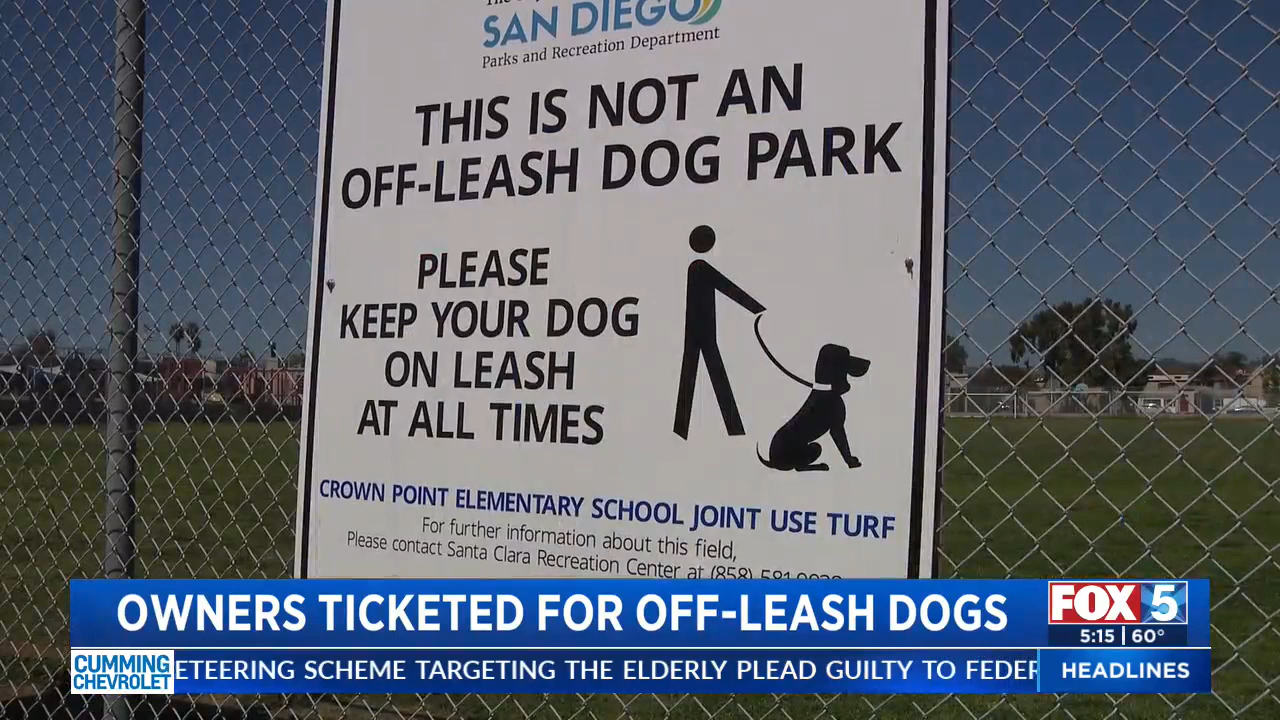 SAN DIEGO
Parks and Recreation Department
THIS IS NOT AN
OFF-LEASH DOG PARK
PLEASE
KEEP YOUR DOG
ON LEASH
AT ALL TIMES
CROWN POINT ELEMENTARY SCHOOL JOINT USE TURF
For further information about this field,
Please contact Santa Clara Recreation Center at (858)
OWNERS TICKETED FOR OFF-LEASH DOGS
FOX 5
5:15 | 60°
CUMMING
CHEVROLET
ETEERING SCHEME TARGETING THE ELDERLY PLEAD GUILTY TO FEDER
HEADLINES